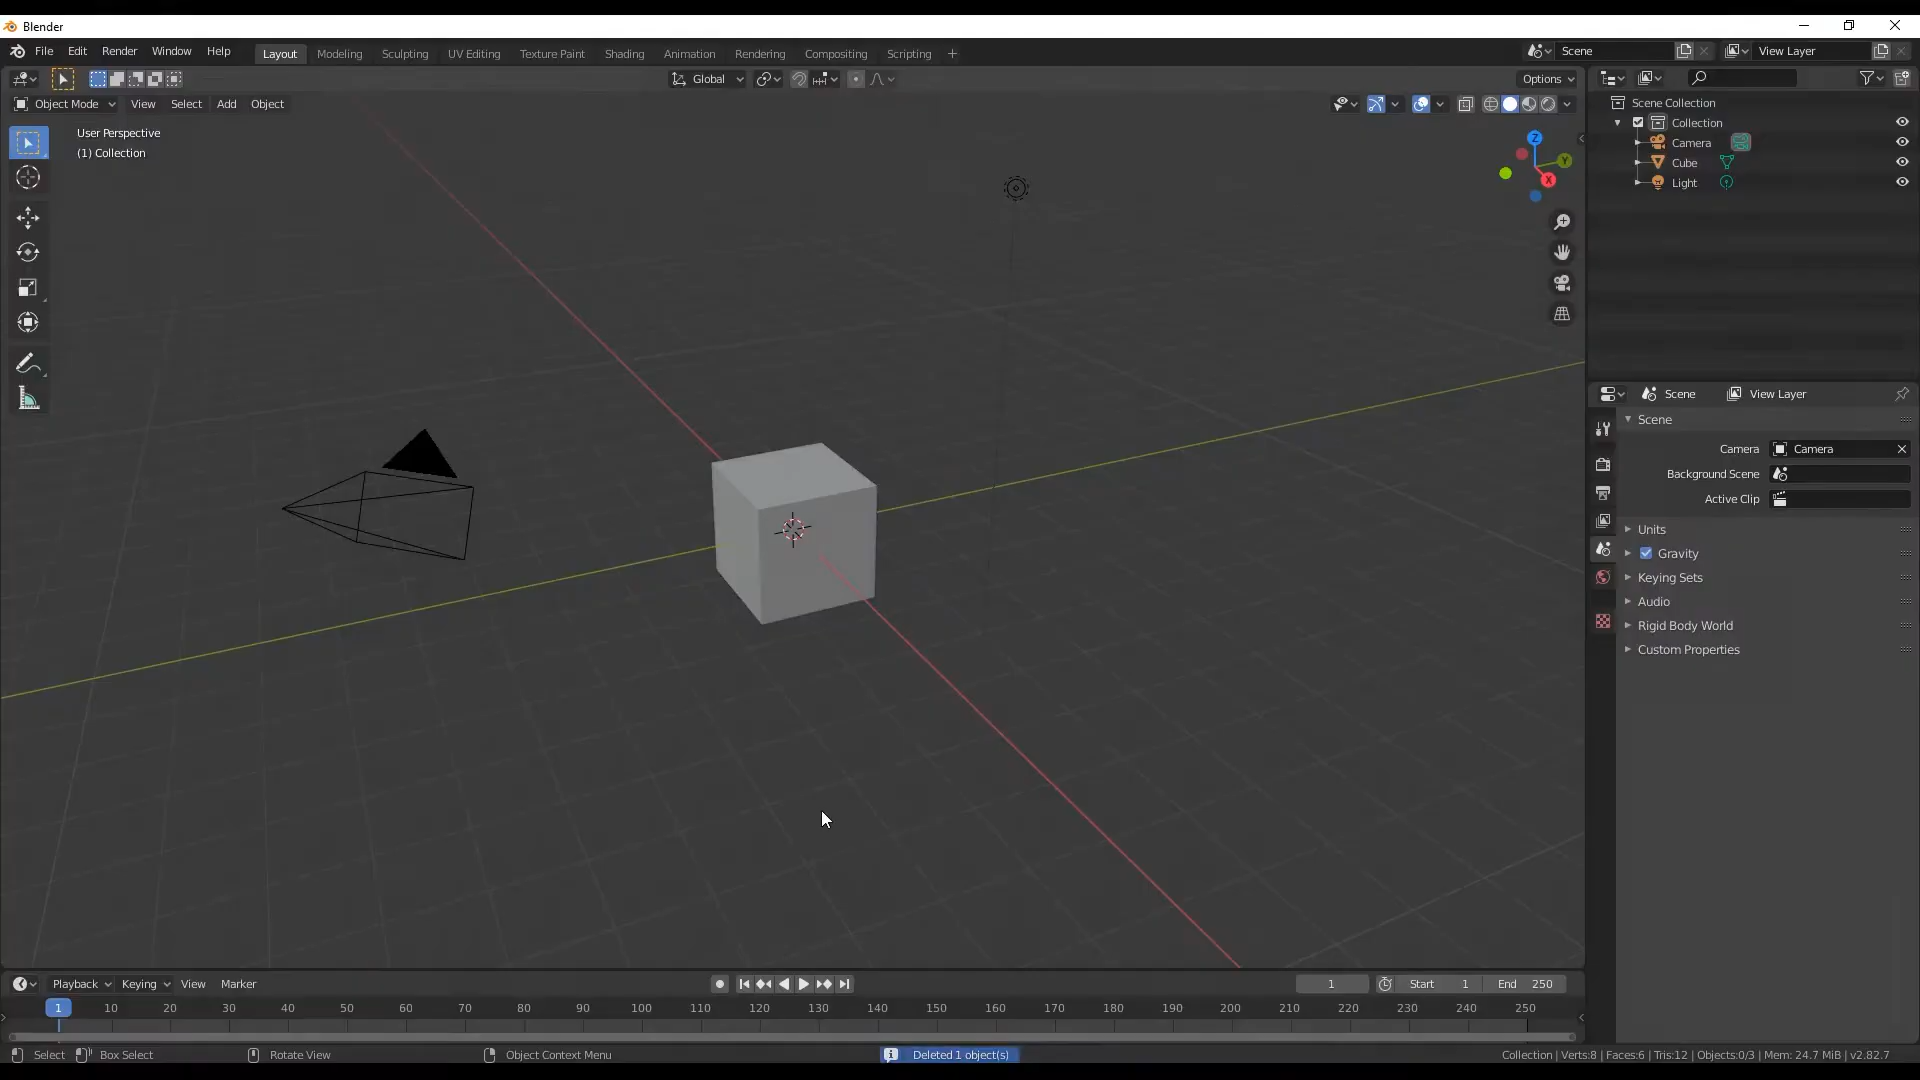 Blender
File Edit Render Window Help Layout Modeling Sculpting UV Editing Texture Paint Shading Animation Rendering Compositing Scripting + Scene View Layer
Global Options
Object Mode View Select Add Object
User Perspective
(1) Collection
Z
Y
X
Scene Collection
Collection
Camera
Cube
Light
Scene View Layer
Scene
Camera Camera
Background Scene
Active Clip
Units
Gravity
Keying Sets
Audio
Rigid Body World
Custom Properties
Playback Keying View Marker 1 Start 1 End 250
1 10 20 30 40 50 60 70 80 90 100 110 120 130 140 150 160 170 180 190 200 210 220 230 240 250
Select Box Select Rotate View Object Context Menu Deleted 1 object(s) Collection | Verts:8 | Faces:6 | Tris:12 | Objects:0/3 | Mem: 24.7 MiB | v2.82.7